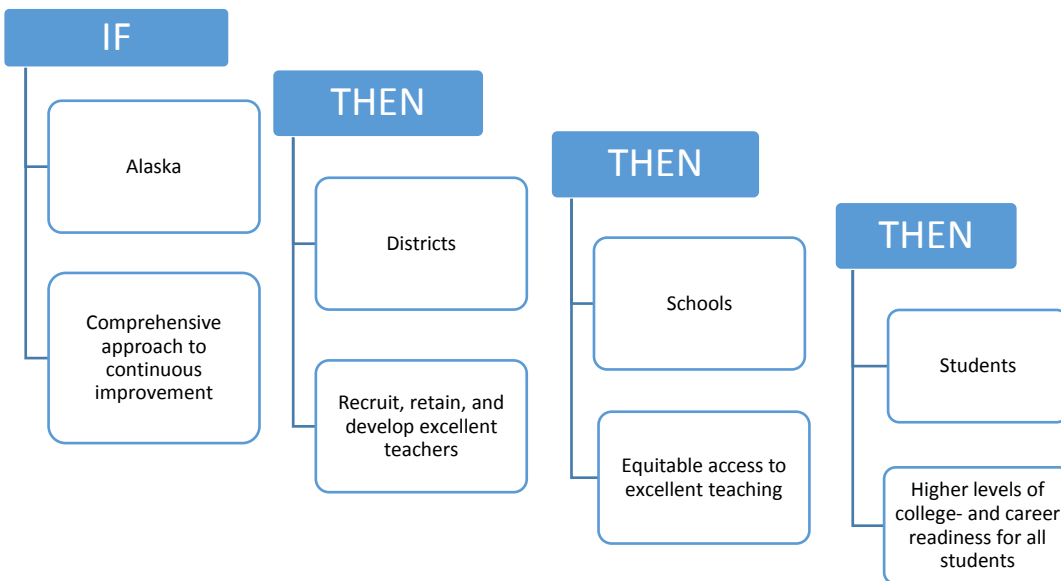 IF
Alaska
Comprehensive
approach to
continuous
improvement
THEN
Districts
Recruit, retain, and
develop excellent
teachers
THEN
Schools
Equitable access to
excellent teaching
THEN
Students
Higher levels of
college- and career
readiness for all
students